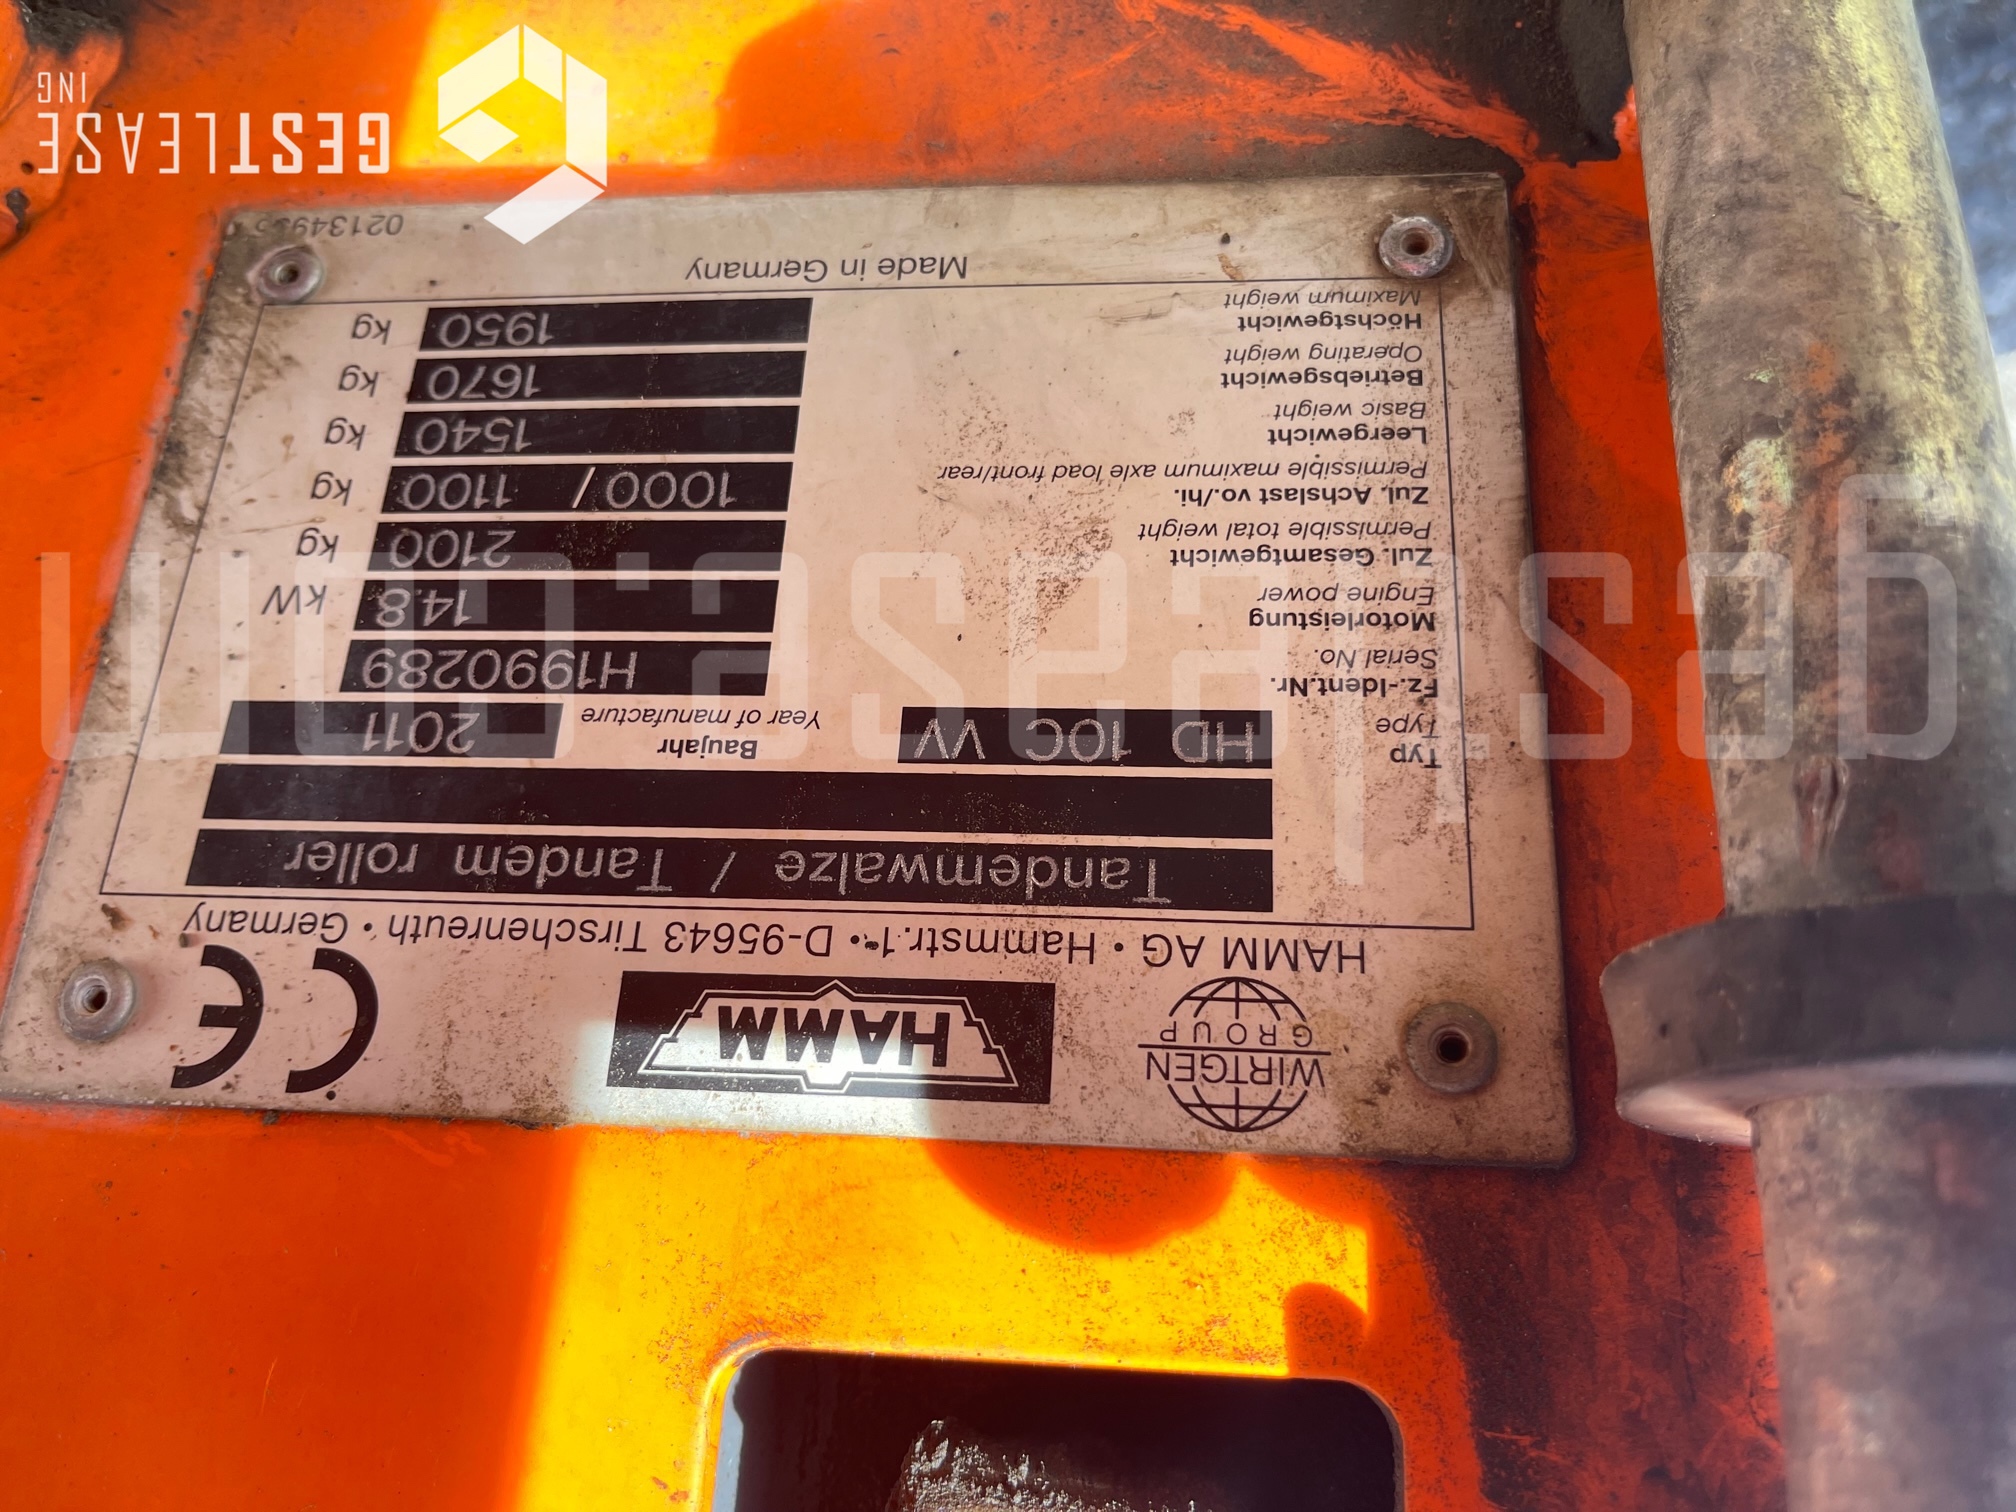 WIRTGEN
GROUP
HAMM
CE
HAMM AG • Hammstr.1 • D-95643 Tirschenreuth • Germany
Tandemwalze / Tandem roller
Typ
Type
HD 10C VV
Baujahr
Year of manufacture
2011
Fz.-Ident.Nr.
Serial No.
H1990289
Motorleistung
Engine power
14.8 kW
Zul. Gesamtgewicht
Permissible total weight
2100 kg
Zul. Achslast vo./hi.
Permissible maximum axle load front/rear
1000 / 1100 kg
Leergewicht
Basic weight
1540 kg
Betriebsgewicht
Operating weight
1670 kg
Höchstgewicht
Maximum weight
1950 kg
Made in Germany
GESTLEASE
ING
gestlease.com